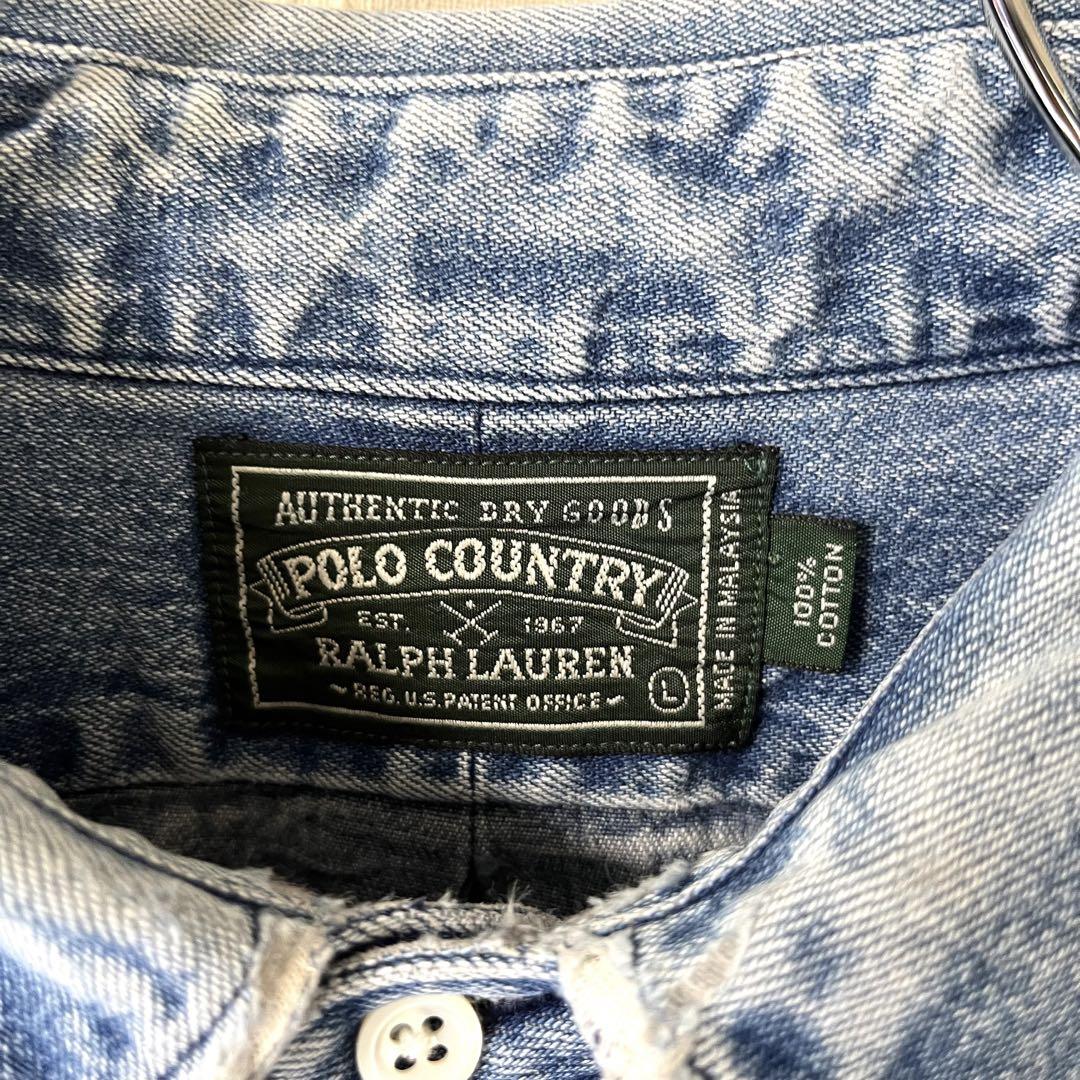 AUTHENTIC DRY GOODS
POLO COUNTRY
EST. 1967
RALPH LAUREN
~ REG. U.S. PATENT OFFICE ~
L
MADE IN MALAYSIA
100%
COTTON